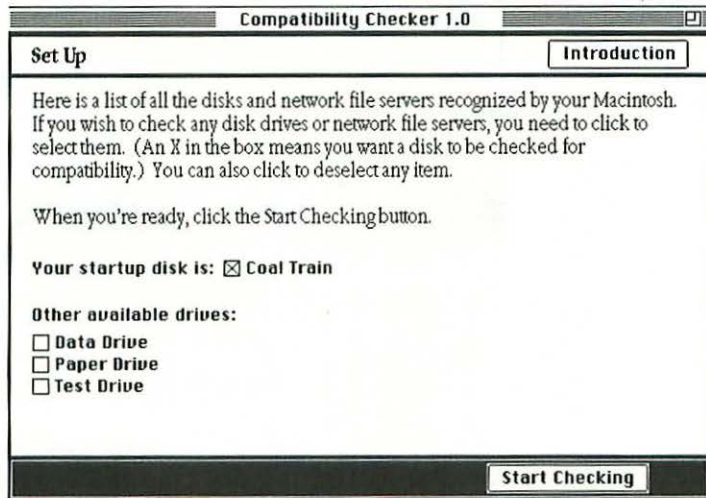 Compatibility Checker 1.0
Set Up
Introduction
Here is a list of all the disks and network file servers recognized by your Macintosh.
If you wish to check any disk drives or network file servers, you need to click to
select them. (An X in the box means you want a disk to be checked for
compatibility.) You can also click to deselect any item.
When you're ready, click the Start Checking button.
Your startup disk is: Coal Train
Other available drives:
Data Drive
Paper Drive
Test Drive
Start Checking